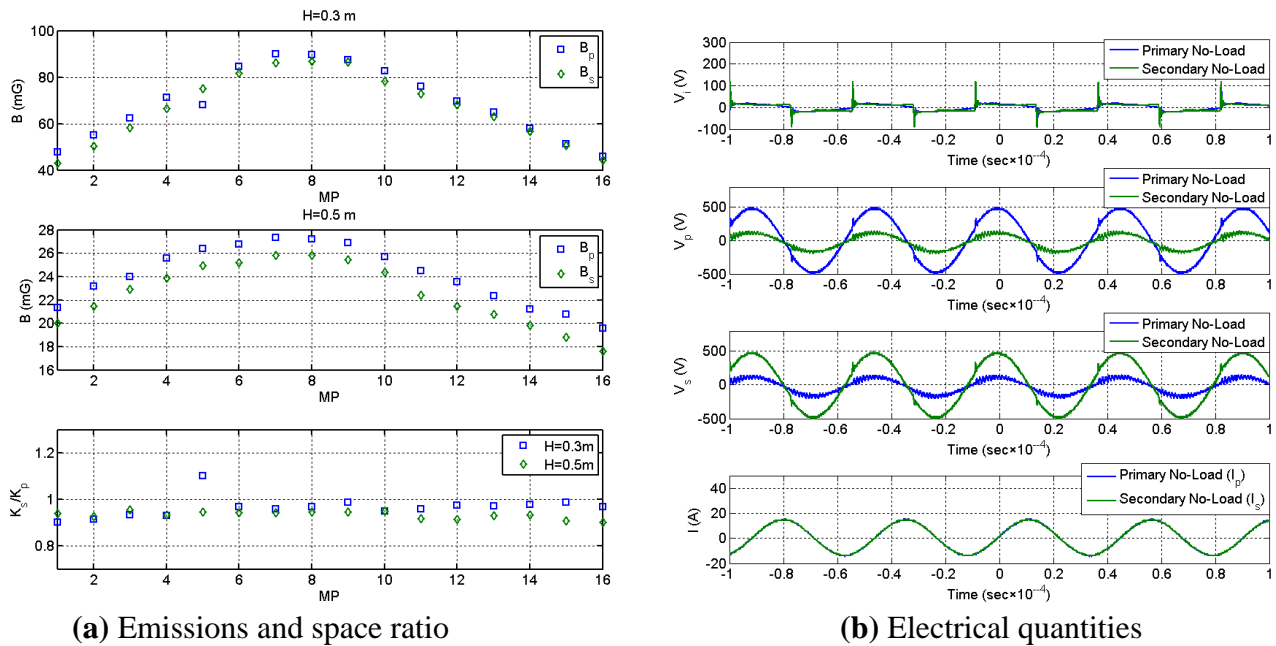 H=0.3 m
100
80
60
40
B (mG)
2 4 6 8 10 12 14 16
MP
B_p
B_s
H=0.5 m
28
26
24
22
20
18
16
B (mG)
2 4 6 8 10 12 14 16
MP
B_p
B_s
1.2
1
0.8
K_s/K_p
2 4 6 8 10 12 14 16
MP
H=0.3m
H=0.5m
(a) Emissions and space ratio
300
200
100
0
-100
V_i (V)
-1 -0.8 -0.6 -0.4 -0.2 0 0.2 0.4 0.6 0.8 1
Time (sec×10⁻⁴)
Primary No-Load
Secondary No-Load
500
0
-500
V_p (V)
-1 -0.8 -0.6 -0.4 -0.2 0 0.2 0.4 0.6 0.8 1
Time (sec×10⁻⁴)
Primary No-Load
Secondary No-Load
500
0
-500
V_s (V)
-1 -0.8 -0.6 -0.4 -0.2 0 0.2 0.4 0.6 0.8 1
Time (sec×10⁻⁴)
Primary No-Load
Secondary No-Load
40
20
0
-20
I (A)
-1 -0.8 -0.6 -0.4 -0.2 0 0.2 0.4 0.6 0.8 1
Time (sec×10⁻⁴)
Primary No-Load (I_p)
Secondary No-Load (I_s)
(b) Electrical quantities